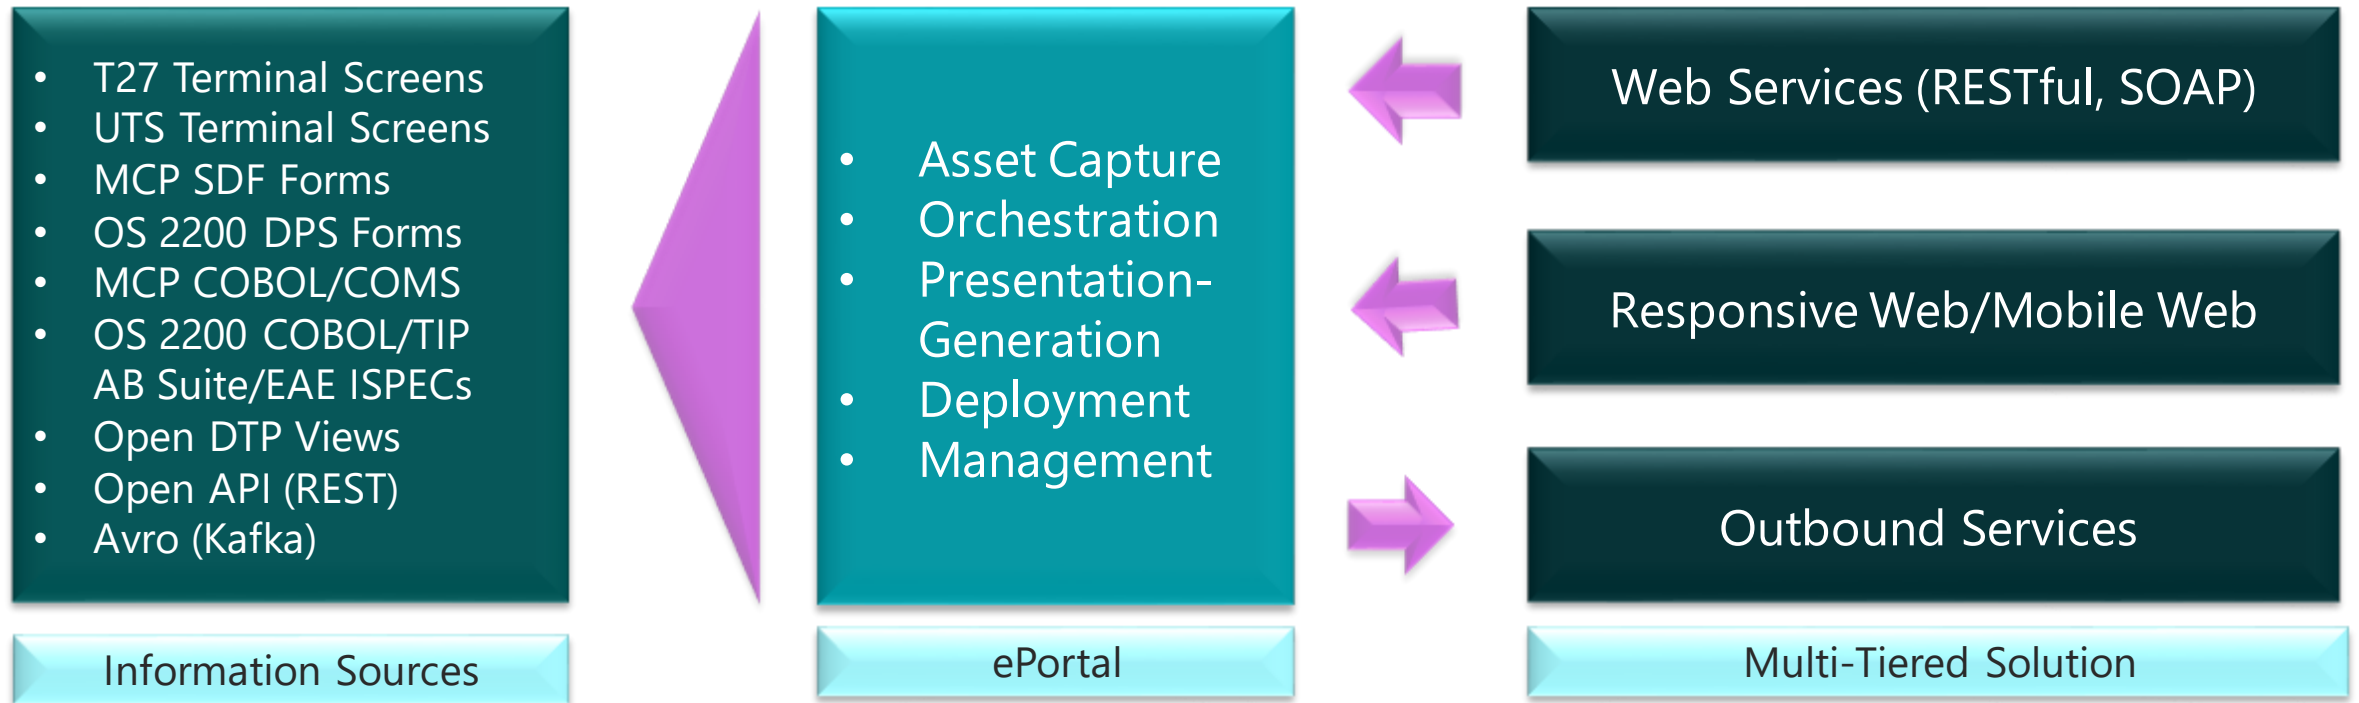 • T27 Terminal Screens
• UTS Terminal Screens
• MCP SDF Forms
• OS 2200 DPS Forms
• MCP COBOL/COMS
• OS 2200 COBOL/TIP
AB Suite/EAE ISPECs
• Open DTP Views
• Open API (REST)
• Avro (Kafka)
Information Sources
• Asset Capture
• Orchestration
• Presentation-
Generation
• Deployment
• Management
ePortal
Web Services (RESTful, SOAP)
Responsive Web/Mobile Web
Outbound Services
Multi-Tiered Solution